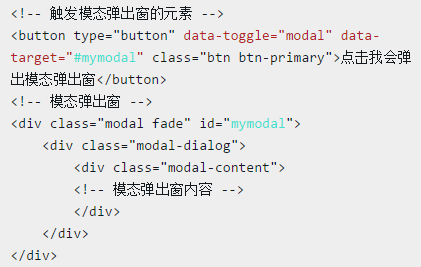 <!-- 触发模态弹出窗的元素 -->
<button type="button" data-toggle="modal" data-
target="#mymodal" class="btn btn-primary">点击我会弹
出模态弹出窗</button>
<!-- 模态弹出窗 -->
<div class="modal fade" id="mymodal">
    <div class="modal-dialog">
        <div class="modal-content">
        <!-- 模态弹出窗内容 -->
        </div>
    </div>
</div>